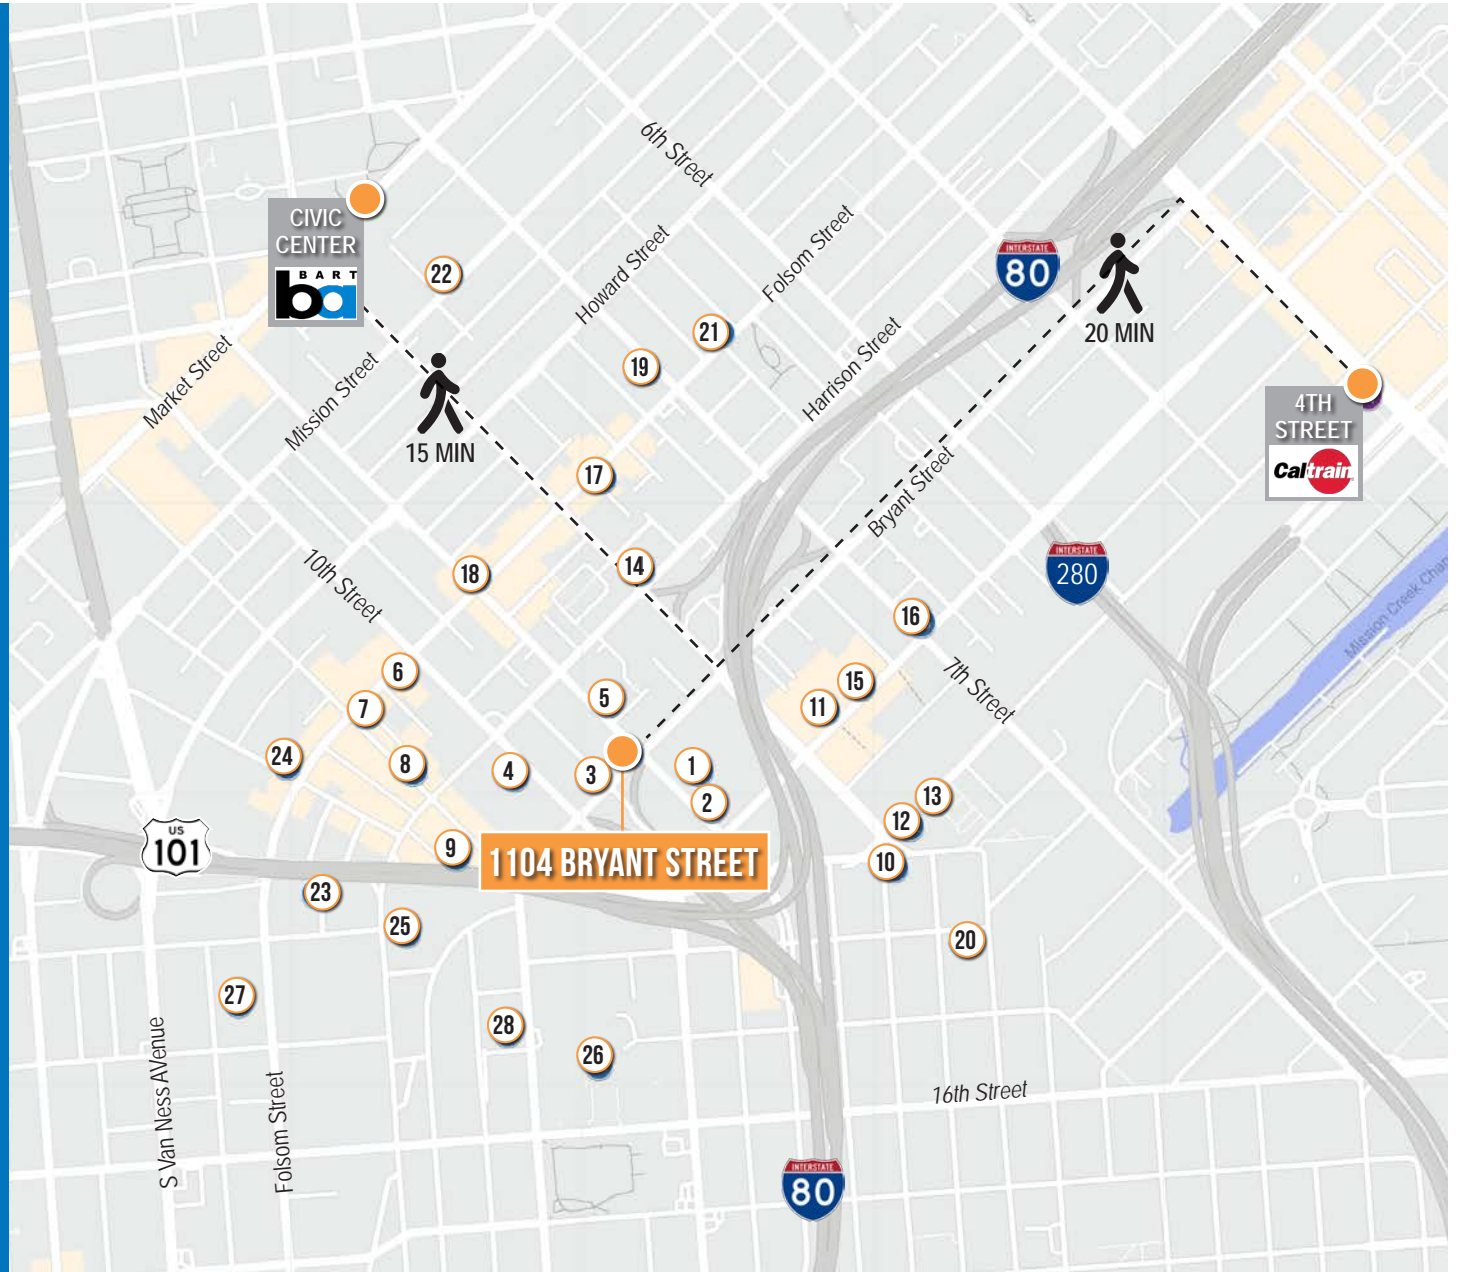 6th Street
CIVIC
CENTER
BART
ba
22
Howard Street
Folsom Street
INTERSTATE
80
20 MIN
21
19
Harrison Street
Market Street
Mission Street
15 MIN
4TH
STREET
Caltrain
17
Bryant Street
14
18
10th Street
INTERSTATE
280
16
Mission Creek Chan
6
15
7th Street
5
7
11
24
8
4
3
1
2
13
12
9
US
101
1104 BRYANT STREET
10
23
25
20
27
28
26
S Van Ness AVenue
Folsom Street
16th Street
INTERSTATE
80